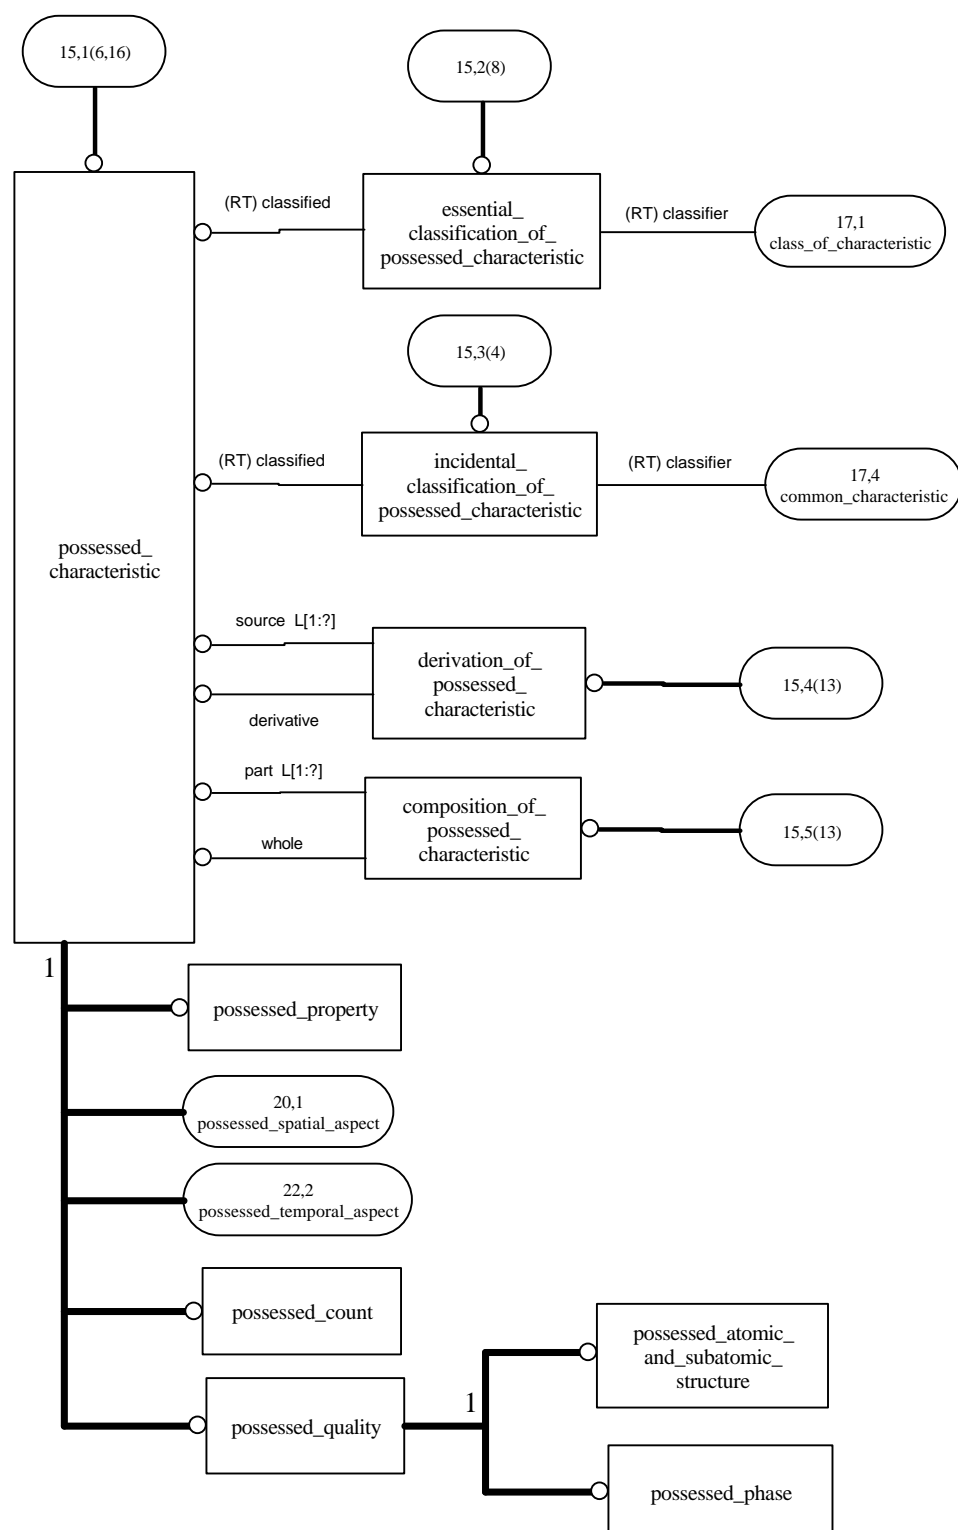 15,1(6,16)
15,2(8)
(RT) classified
essential_
classification_of_
possessed_characteristic
(RT) classifier
17,1
class_of_characteristic
15,3(4)
(RT) classified
incidental_
classification_of_
possessed_characteristic
(RT) classifier
17,4
common_characteristic
possessed_
characteristic
source L[1:?]
derivative
derivation_of_
possessed_
characteristic
15,4(13)
part L[1:?]
whole
composition_of_
possessed_
characteristic
15,5(13)
1
possessed_property
20,1
possessed_spatial_aspect
22,2
possessed_temporal_aspect
possessed_count
possessed_quality
1
possessed_atomic_
and_subatomic_
structure
possessed_phase